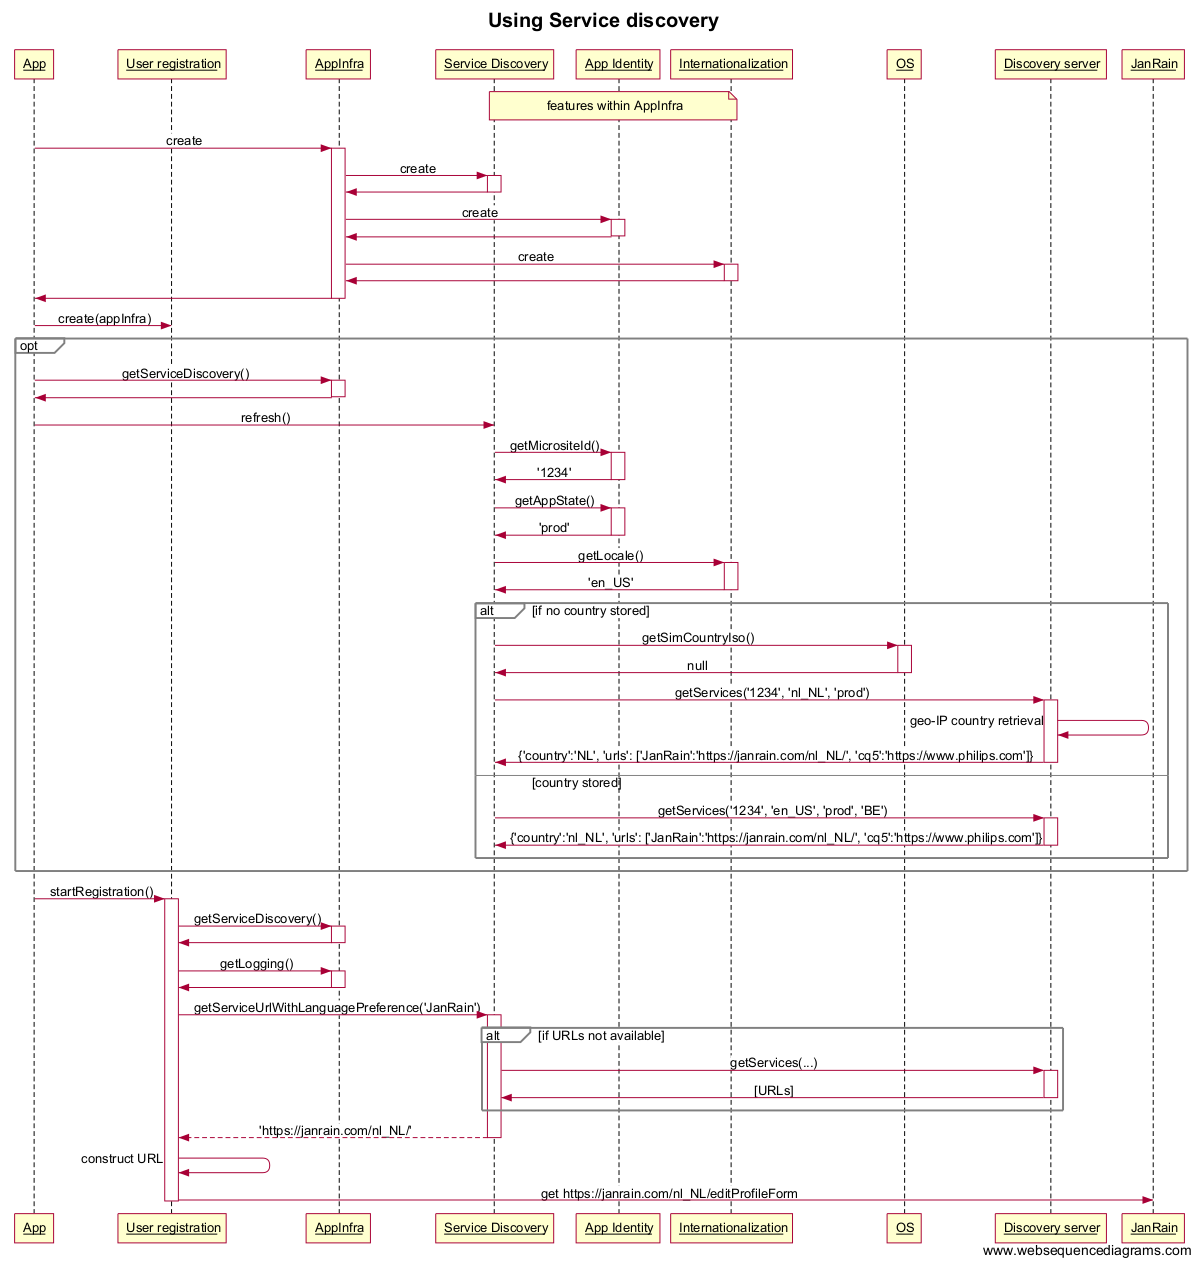 Using Service discovery
App User registration AppInfra Service Discovery App Identity Internationalization OS Discovery server JanRain
features within AppInfra
create
create
create
create
create(appInfra)
opt
getServiceDiscovery()
refresh()
getMicrositeId()
'1234'
getAppState()
'prod'
getLocale()
'en_US'
alt [if no country stored]
getSimCountryIso()
null
getServices('1234', 'nl_NL', 'prod')
geo-IP country retrieval
{'country':'NL', 'urls': ['JanRain':'https://janrain.com/nl_NL/', 'cq5':'https://www.philips.com']}
[country stored]
getServices('1234', 'en_US', 'prod', 'BE')
{'country':'nl_NL', 'urls': ['JanRain':'https://janrain.com/nl_NL/', 'cq5':'https://www.philips.com']}
startRegistration()
getServiceDiscovery()
getLogging()
getServiceUrlWithLanguagePreference('JanRain')
alt [if URLs not available]
getServices(...)
[URLs]
'https://janrain.com/nl_NL/'
construct URL
get https://janrain.com/nl_NL/editProfileForm
App User registration AppInfra Service Discovery App Identity Internationalization OS Discovery server JanRain
www.websequencediagrams.com